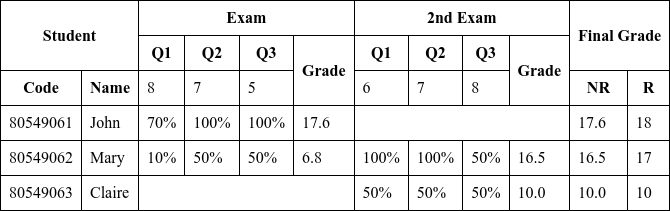 Student Exam 2nd Exam Final Grade
Q1 Q2 Q3 Grade Q1 Q2 Q3 Grade
Code Name 8 7 5 6 7 8 NR R
80549061 John 70% 100% 100% 17.6 17.6 18
80549062 Mary 10% 50% 50% 6.8 100% 100% 50% 16.5 16.5 17
80549063 Claire 50% 50% 50% 10.0 10.0 10